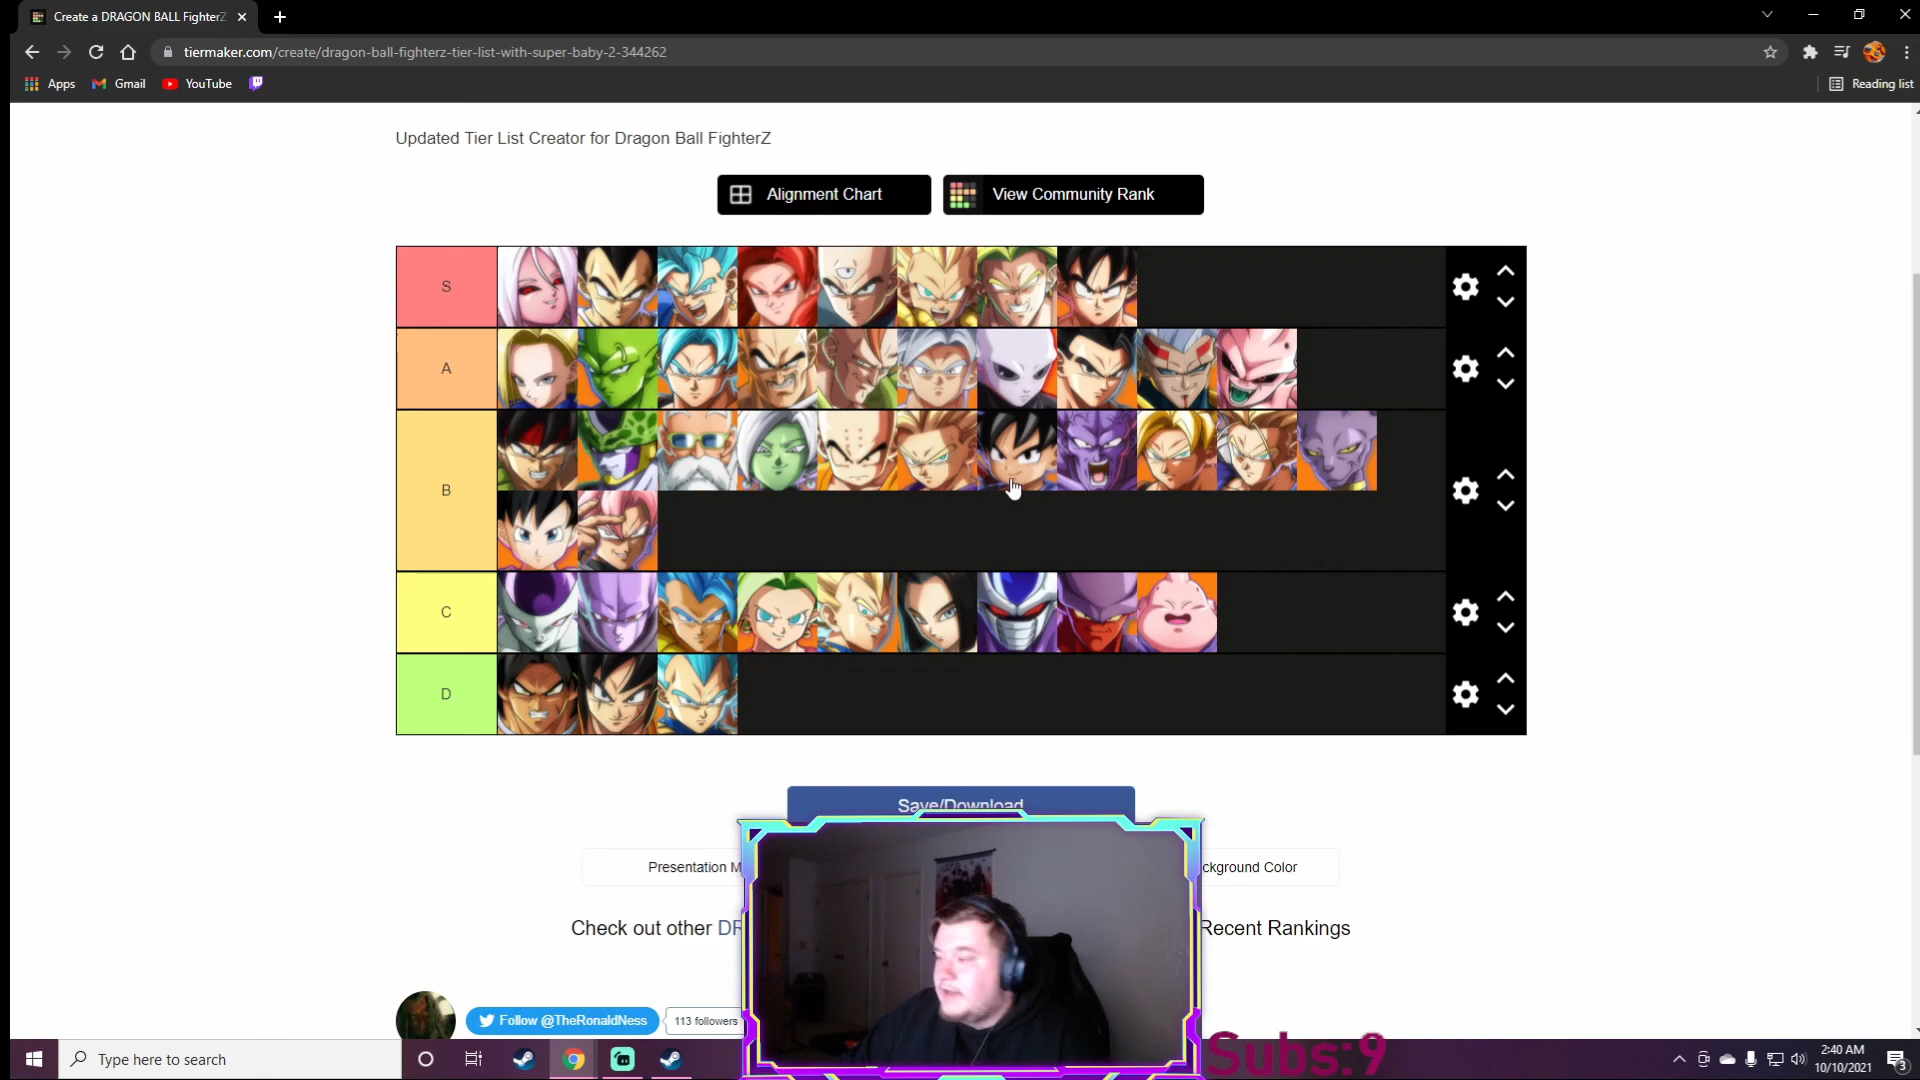 Create a DRAGON BALL FighterZ
tiermaker.com/create/dragon-ball-fighterz-tier-list-with-super-baby-2-344262
Apps Gmail YouTube Reading list
Updated Tier List Creator for Dragon Ball FighterZ
Alignment Chart View Community Rank
S
A
B
C
D
Save/Download
Presentation M ckground Color
Check out other DR Recent Rankings
Follow @TheRonaldNess 113 followers
Subs:9
Type here to search
2:40 AM
10/10/2021
3